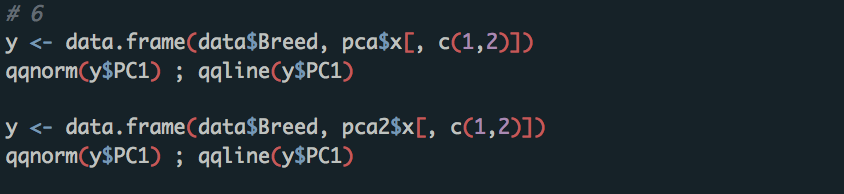 # 6
y <- data.frame(data$Breed, pca$x[, c(1,2)])
qqnorm(y$PC1) ; qqline(y$PC1)
y <- data.frame(data$Breed, pca2$x[, c(1,2)])
qqnorm(y$PC1) ; qqline(y$PC1)